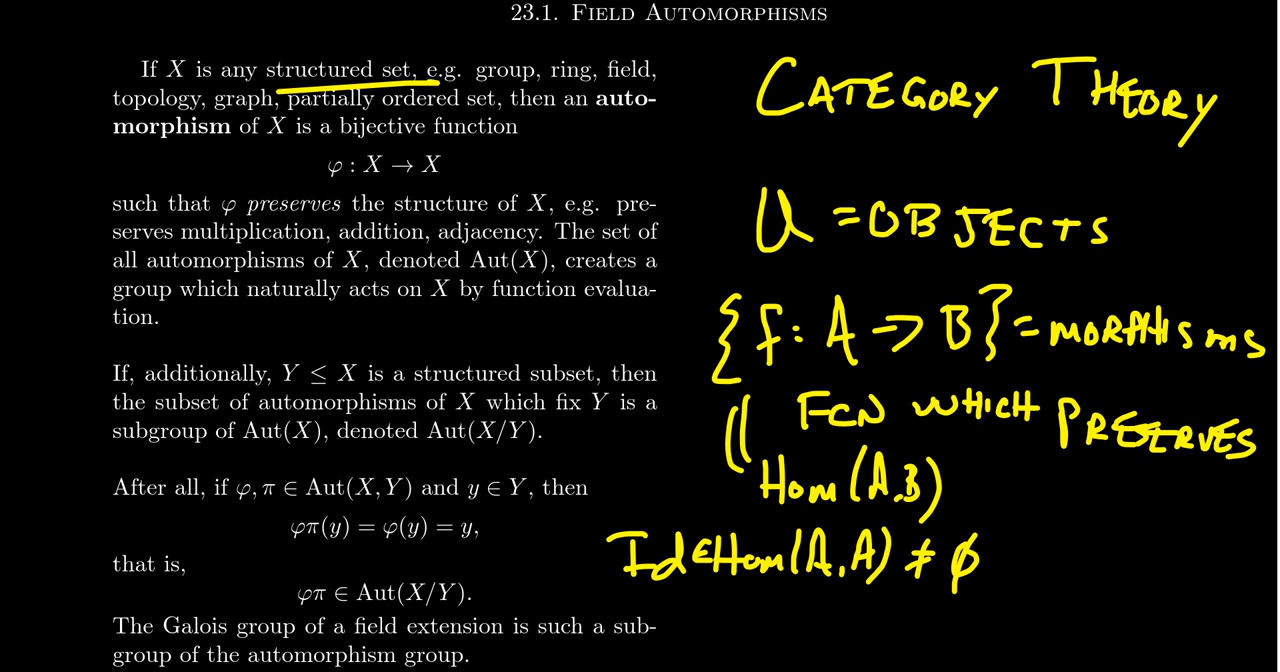 23.1. Field Automorphisms
If X is any structured set, e.g. group, ring, field,
topology, graph, partially ordered set, then an auto-
morphism of X is a bijective function
φ : X → X
such that φ preserves the structure of X, e.g. pre-
serves multiplication, addition, adjacency. The set of
all automorphisms of X, denoted Aut(X), creates a
group which naturally acts on X by function evalua-
tion.
If, additionally, Y ≤ X is a structured subset, then
the subset of automorphisms of X which fix Y is a
subgroup of Aut(X), denoted Aut(X/Y).
After all, if φ, π ∈ Aut(X, Y) and y ∈ Y, then
φπ(y) = φ(y) = y,
that is,
φπ ∈ Aut(X/Y).
The Galois group of a field extension is such a sub-
group of the automorphism group.
CATEGORY THEORY
U = OBJECTS
{f: A → B} = MORPHISMS
|| FCN WHICH PRESERVES
Hom(A,B)
Id ∈ Hom(A,A) ≠ ∅